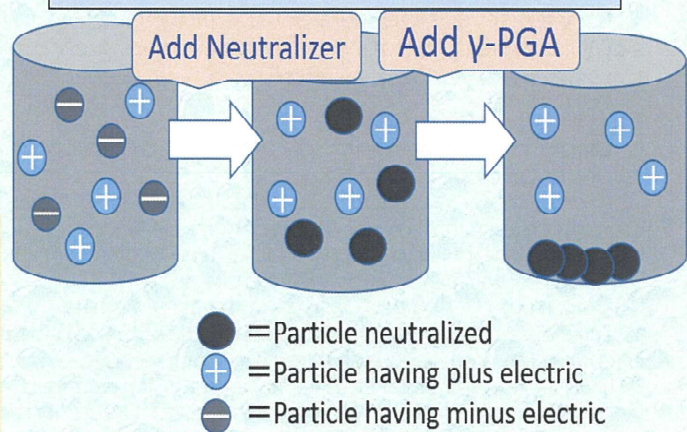 Add Neutralizer
Add γ-PGA
=Particle neutralized
=Particle having plus electric
=Particle having minus electric